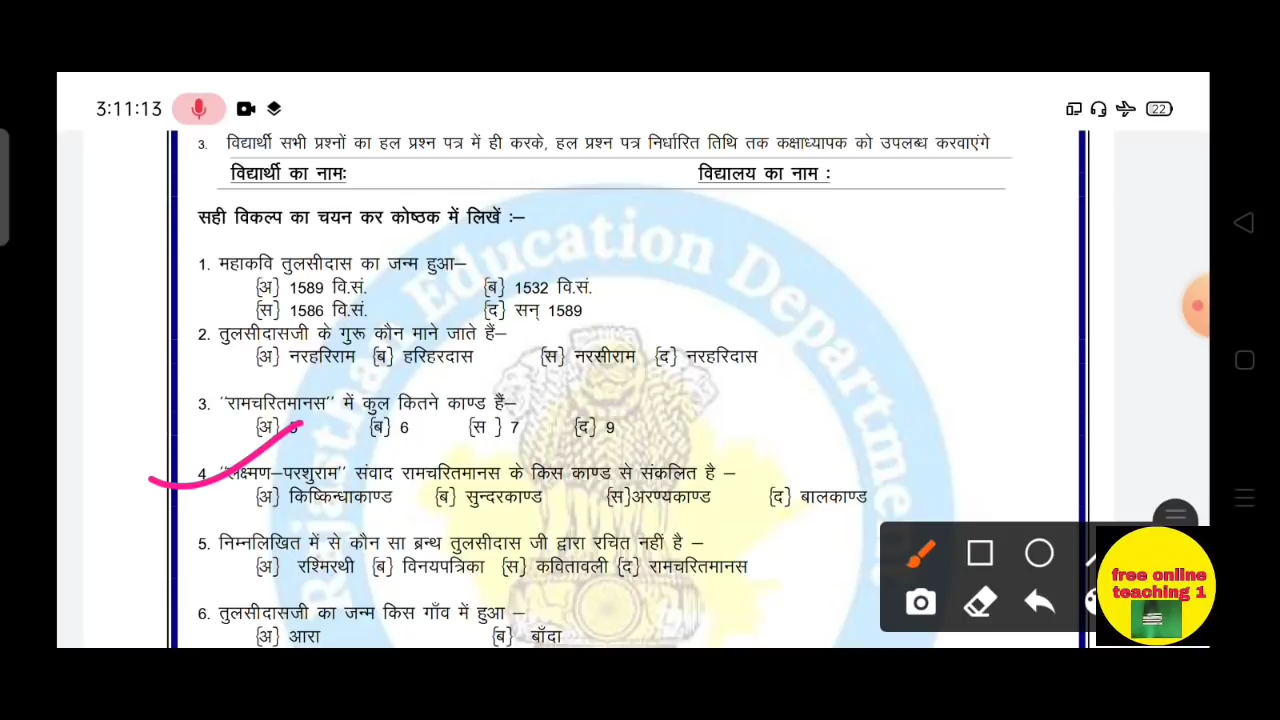 3:11:13
22
3. विद्यार्थी सभी प्रश्नों का हल प्रश्न पत्र में ही करके, हल प्रश्न पत्र निर्धारित तिथि तक कक्षाध्यापक को उपलब्ध करवाएंगे
विद्यार्थी का नामः विद्यालय का नाम :
सही विकल्प का चयन कर कोष्ठक में लिखें :–
1. महाकवि तुलसीदास का जन्म हुआ–
{अ} 1589 वि.सं. {ब} 1532 वि.सं.
{स} 1586 वि.सं. {द} सन् 1589
2. तुलसीदासजी के गुरू कौन माने जाते हैं–
{अ} नरहरिराम {ब} हरिहरदास {स} नरसीराम {द} नरहरिदास
3. "रामचरितमानस" में कुल कितने काण्ड हैं–
{अ} 5 {ब} 6 {स } 7 {द} 9
4. "लक्ष्मण–परशुराम" संवाद रामचरितमानस के किस काण्ड से संकलित है –
{अ} किष्किन्धाकाण्ड {ब} सुन्दरकाण्ड {स}अरण्यकाण्ड {द} बालकाण्ड
5. निम्नलिखित में से कौन सा ब्रन्थ तुलसीदास जी द्वारा रचित नहीं है –
{अ} रश्मिरथी {ब} विनयपत्रिका {स} कवितावली {द} रामचरितमानस
6. तुलसीदासजी का जन्म किस गाँव में हुआ –
{अ} आरा {ब} बाँदा
Rajasthan Education Department
free online
teaching 1